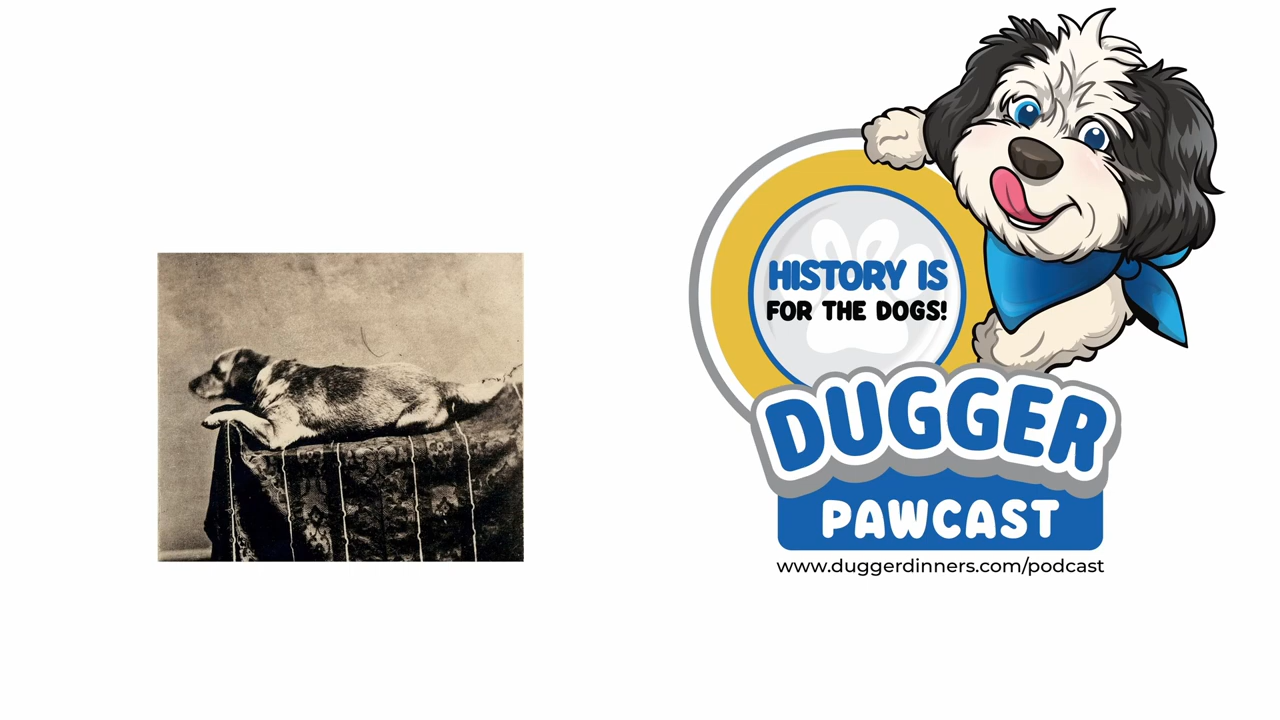 HISTORY IS
FOR THE DOGS!
DUGGER
PAWCAST
www.duggerdinners.com/podcast